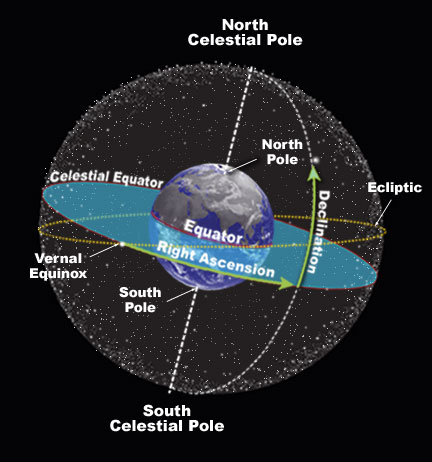 North
Celestial Pole
North
Pole
Celestial Equator
Ecliptic
Declination
Equator
Right Ascension
Vernal
Equinox
South
Pole
South
Celestial Pole